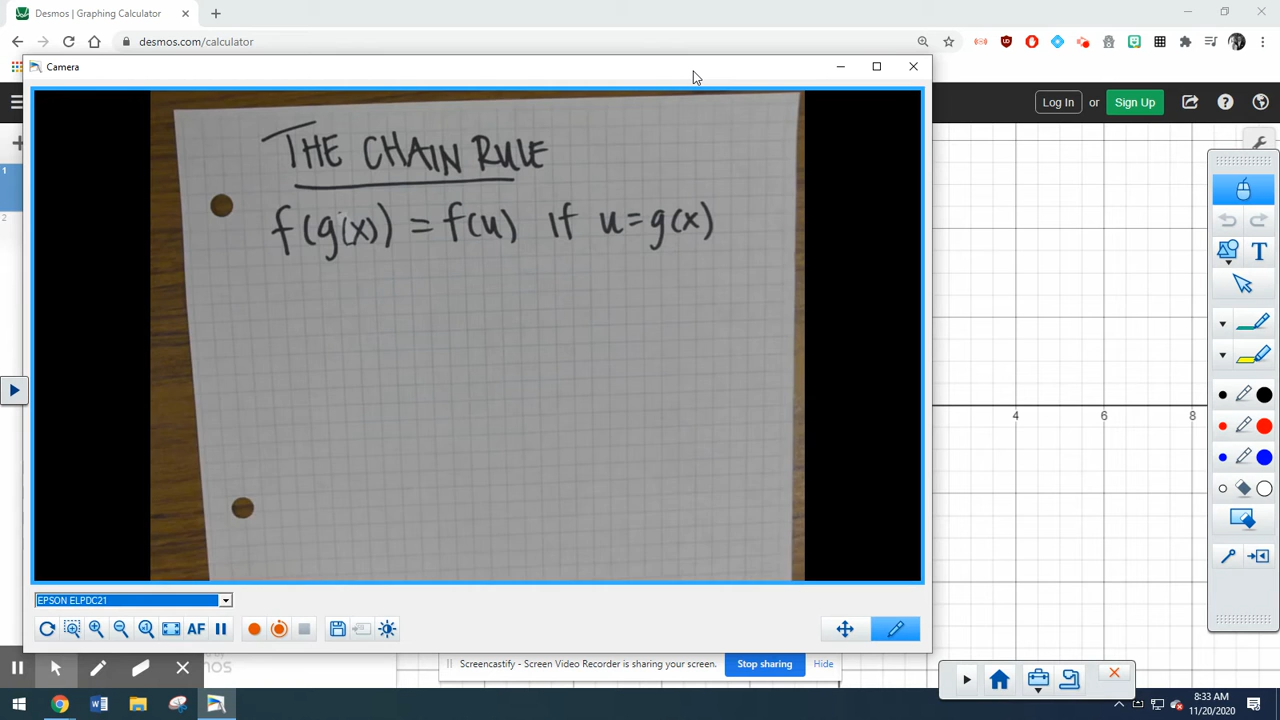 Desmos | Graphing Calculator
desmos.com/calculator
Camera
Log In or Sign Up
THE CHAIN RULE
f(g(x)) = f(u) if u=g(x)
1
2
4 6 8
EPSON ELPDC21
AF
Screencastify - Screen Video Recorder is sharing your screen. Stop sharing Hide
8:33 AM
11/20/2020